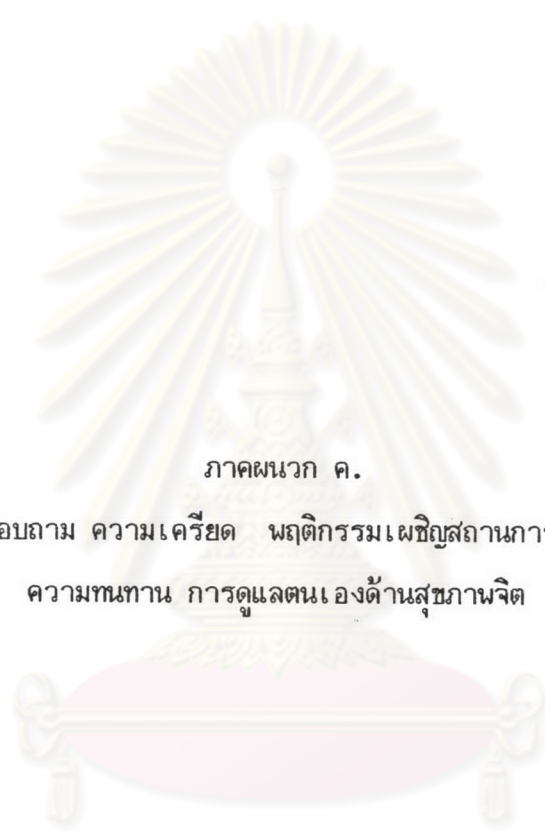 ภาคผนวก ค.
อบถาม ความเครียด พฤติกรรมเผชิญสถานการ
ความทนทาน การดูแลตนเองด้านสุขภาพจิต